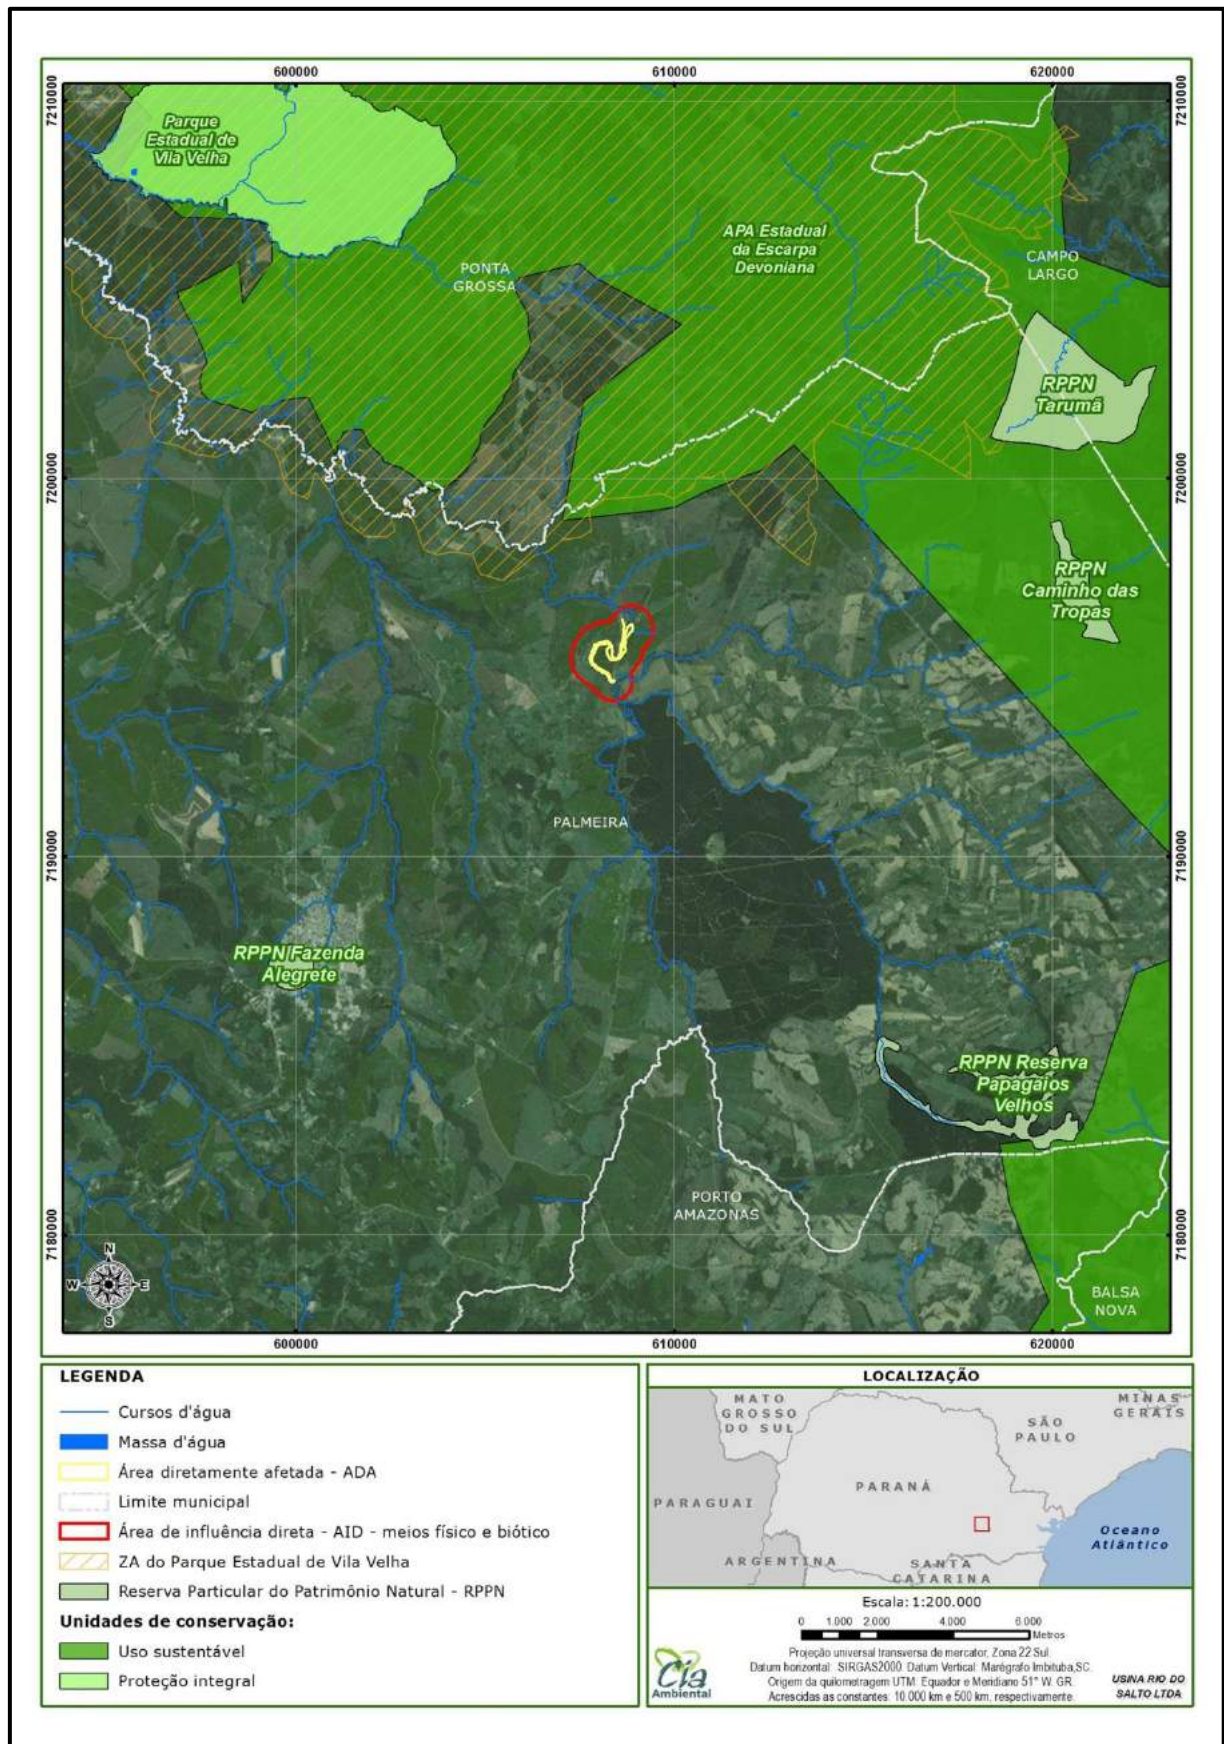 600000
610000
620000
7210000
7210000
Parque
Estadual de
Vila Velha
APA Estadual
da Escarpa
Devoniana
PONTA
GROSSA
CAMPO
LARGO
RPPN
Tarumã
7200000
7200000
RPPN
Caminho das
Tropas
PALMEIRA
7190000
7190000
RPPN Fazenda
Alegrete
RPPN Reserva
Papagaios
Velhos
PORTO
AMAZONAS
7180000
7180000
N
W
E
S
BALSA
NOVA
600000
610000
620000
LEGENDA
Cursos d'água
Massa d'água
Área diretamente afetada - ADA
Limite municipal
Área de influência direta - AID - meios físico e biótico
ZA do Parque Estadual de Vila Velha
Reserva Particular do Patrimônio Natural - RPPN
Unidades de conservação:
Uso sustentável
Proteção integral
LOCALIZAÇÃO
MATO
GROSSO
DO SUL
MINAS
GERAIS
SÃO
PAULO
PARANÁ
PARAGUAI
Oceano
Atlântico
ARGENTINA
SANTA
CATARINA
Escala: 1:200.000
0 1.000 2.000 4.000 6.000
Metros
Projeção universal transversa de mercator, Zona 22 Sul.
Datum horizontal: SIRGAS2000. Datum Vertical: Marégrafo Imbituba,SC.
Origem da quilometragem UTM: Equador e Meridiano 51° W. GR.
Acrescidas as constantes: 10.000 km e 500 km, respectivamente.
Cia
Ambiental
USINA RIO DO
SALTO LTDA